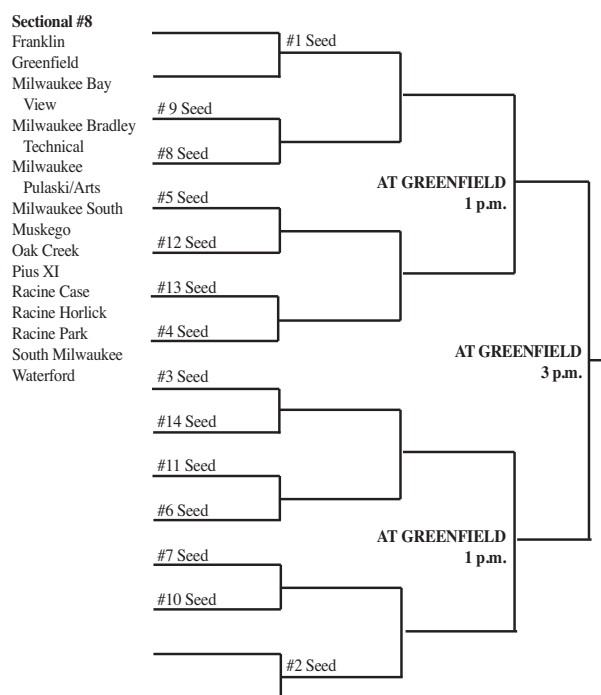 Sectional #8
Franklin
Greenfield
Milwaukee Bay
View
Milwaukee Bradley
Technical
Milwaukee
Pulaski/Arts
Milwaukee South
Muskego
Oak Creek
Pius XI
Racine Case
Racine Horlick
Racine Park
South Milwaukee
Waterford
#1 Seed
# 9 Seed
#8 Seed
AT GREENFIELD
1 p.m.
#5 Seed
#12 Seed
#13 Seed
#4 Seed
AT GREENFIELD
3 p.m.
#3 Seed
#14 Seed
#11 Seed
#6 Seed
AT GREENFIELD
1 p.m.
#7 Seed
#10 Seed
#2 Seed